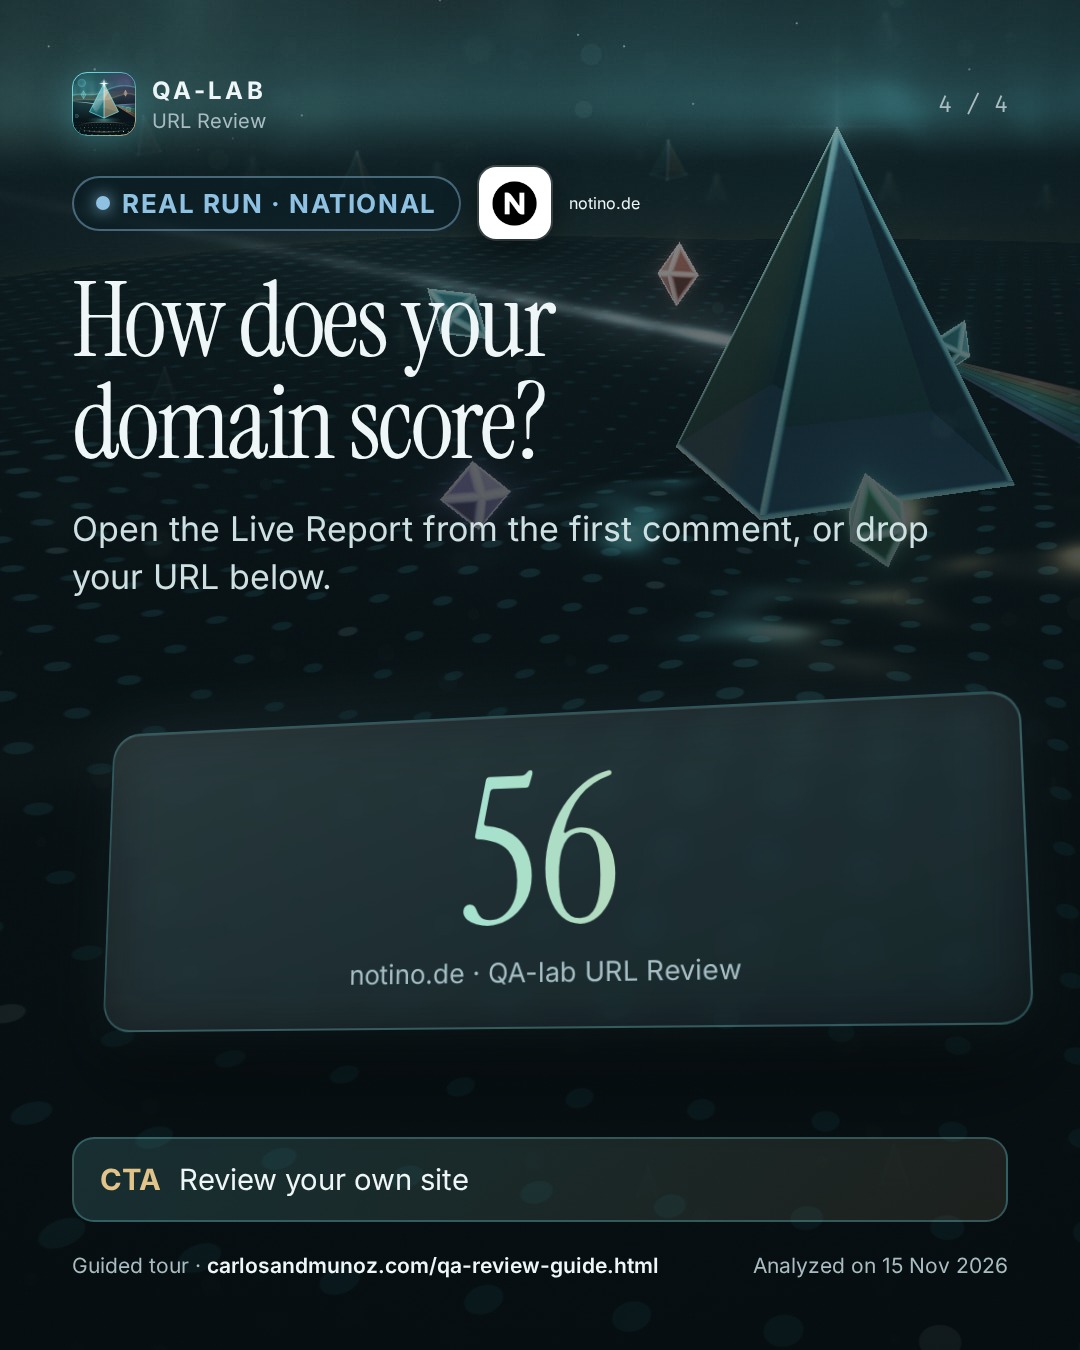 QA-LAB
URL Review
4 / 4
REAL RUN · NATIONAL
N
notino.de
How does your
domain score?
Open the Live Report from the first comment, or drop
your URL below.
56
notino.de · QA-lab URL Review
CTA Review your own site
Guided tour · carlosandmunoz.com/qa-review-guide.html
Analyzed on 15 Nov 2026